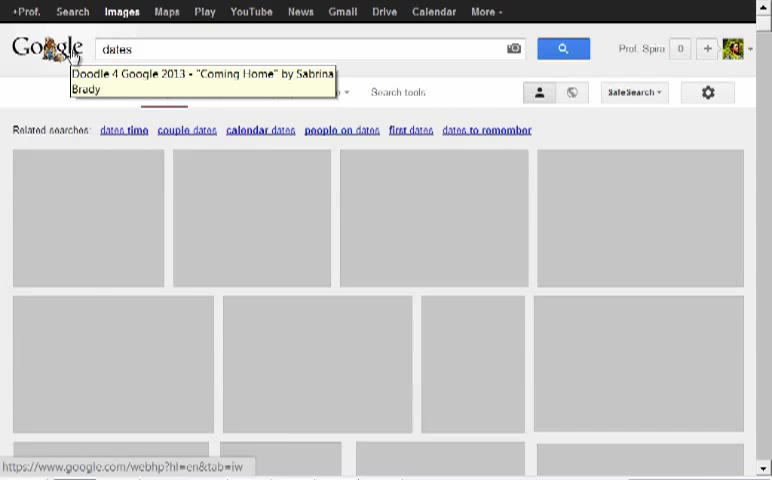 +Prof. Search Images Maps Play YouTube News Gmail Drive Calendar More
Google dates Prof. Spira 0 +
Doodle 4 Google 2013 - "Coming Home" by Sabrina
Brady
Search tools SafeSearch
Related searches: dates time couple dates calendar dates people on dates first dates dates to remember
https://www.google.com/webhp?hl=en&tab=iw